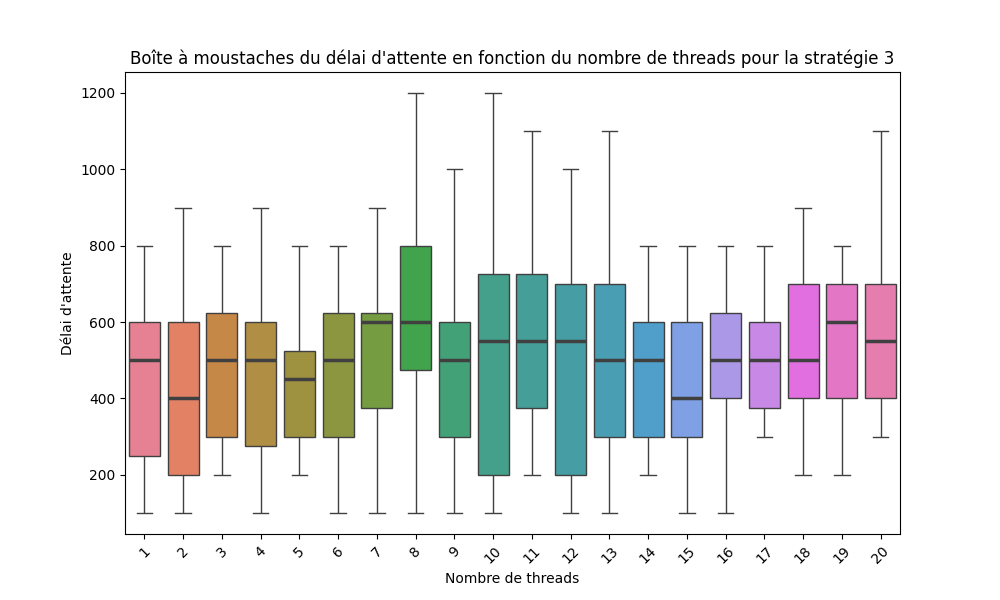 Boîte à moustaches du délai d'attente en fonction du nombre de threads pour la stratégie 3
Délai d'attente
1200
1000
800
600
400
200
1 2 3 4 5 6 7 8 9 10 11 12 13 14 15 16 17 18 19 20
Nombre de threads